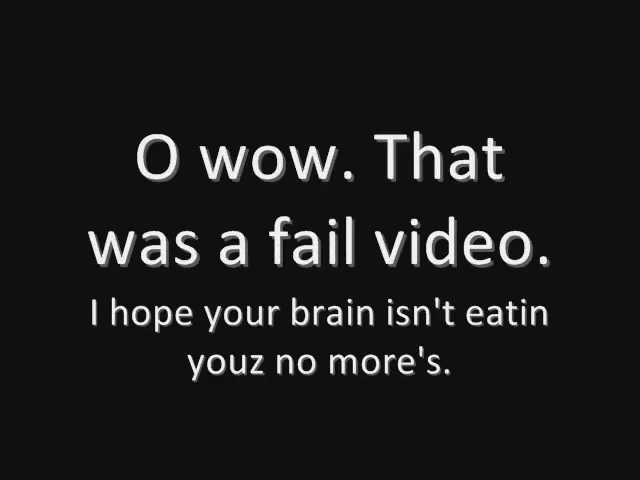 O wow. That
was a fail video.
I hope your brain isn't eatin
youz no more's.